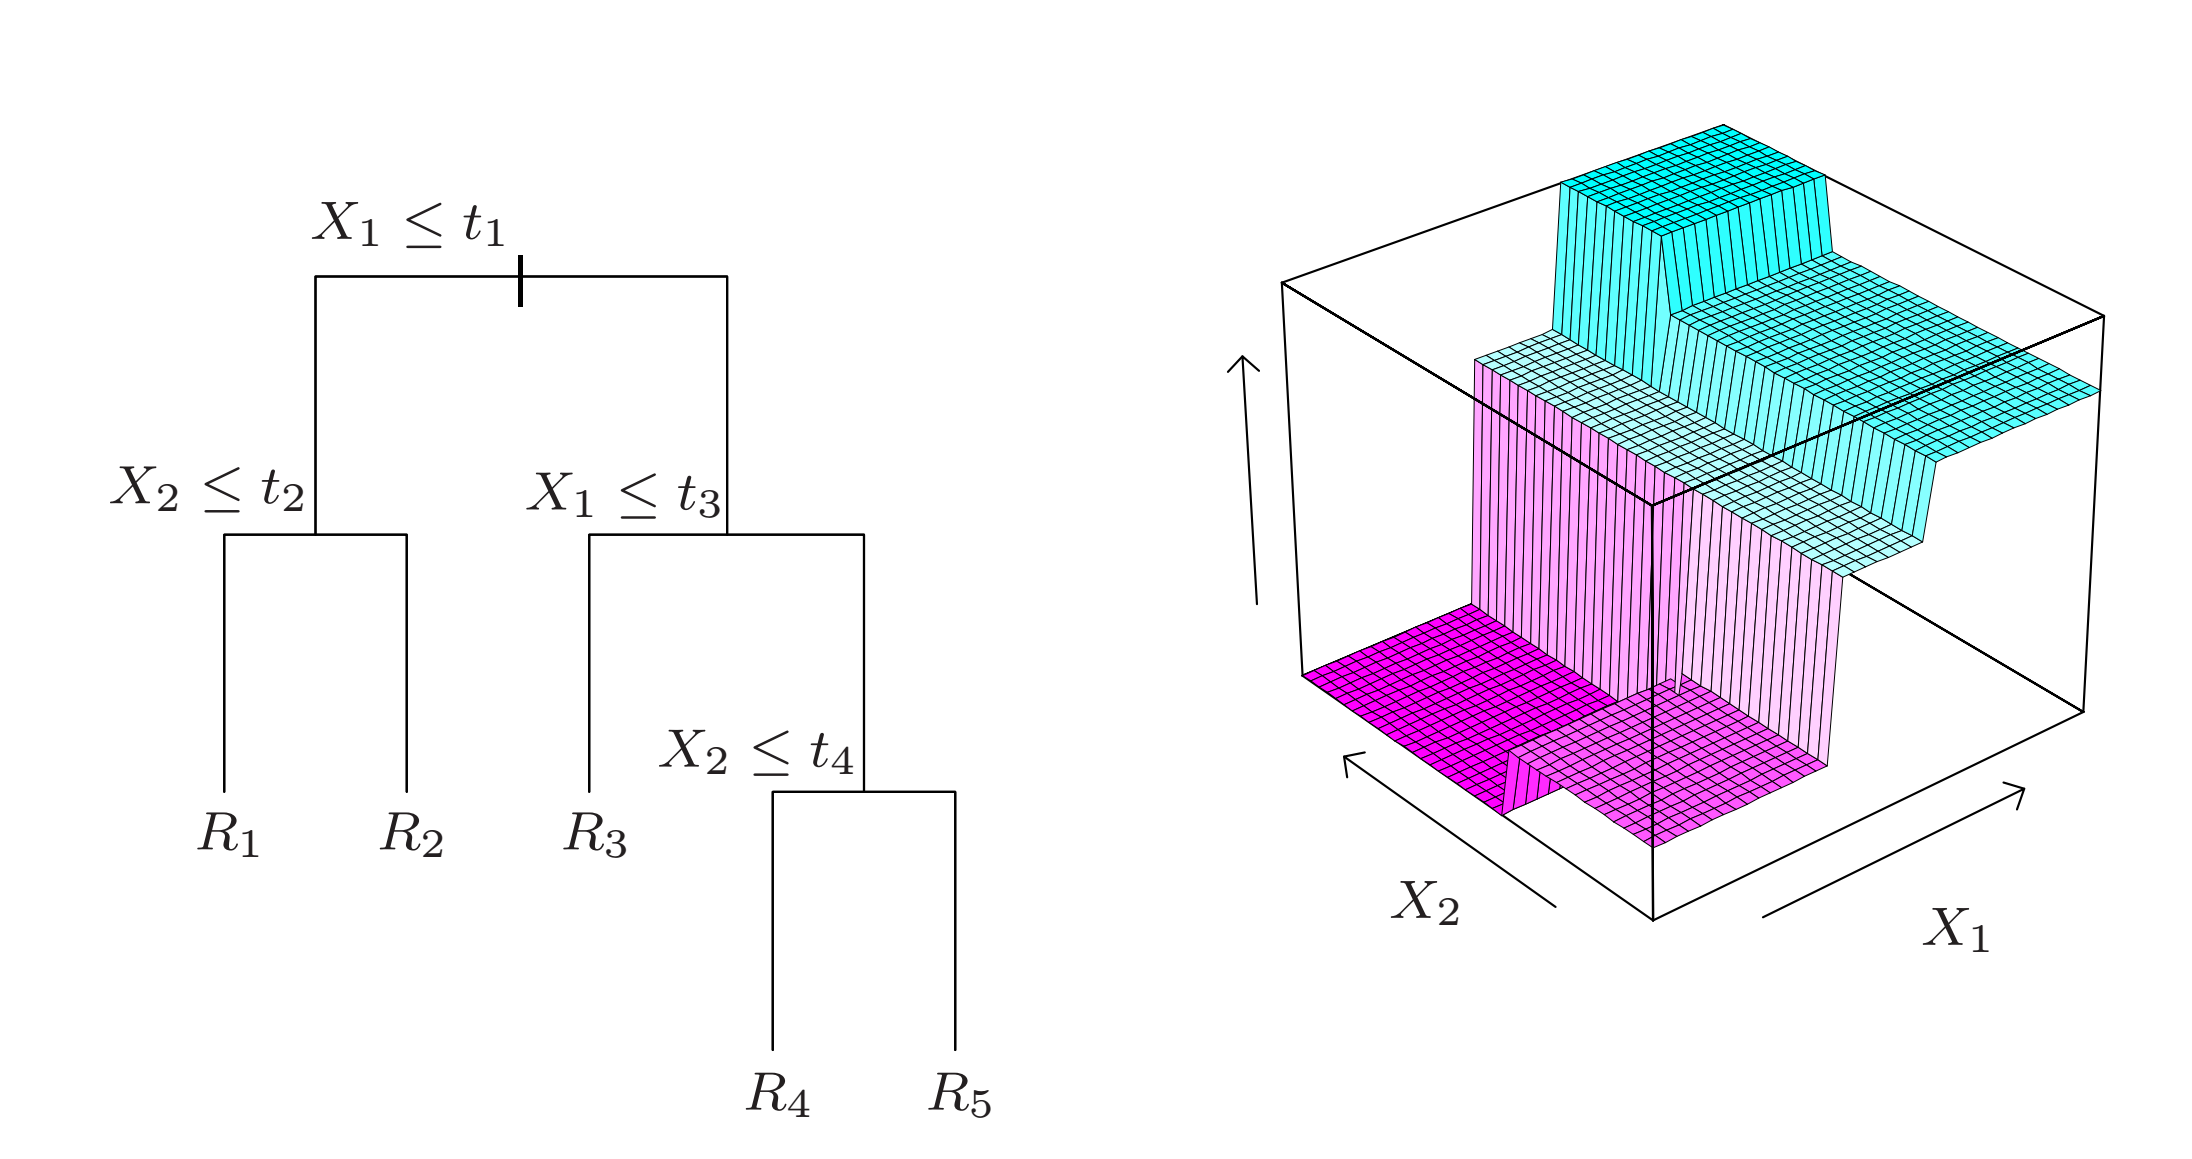 X₁ ≤ t₁
X₂ ≤ t₂
X₁ ≤ t₃
X₂ ≤ t₄
R₁
R₂
R₃
R₄
R₅
X₂
X₁